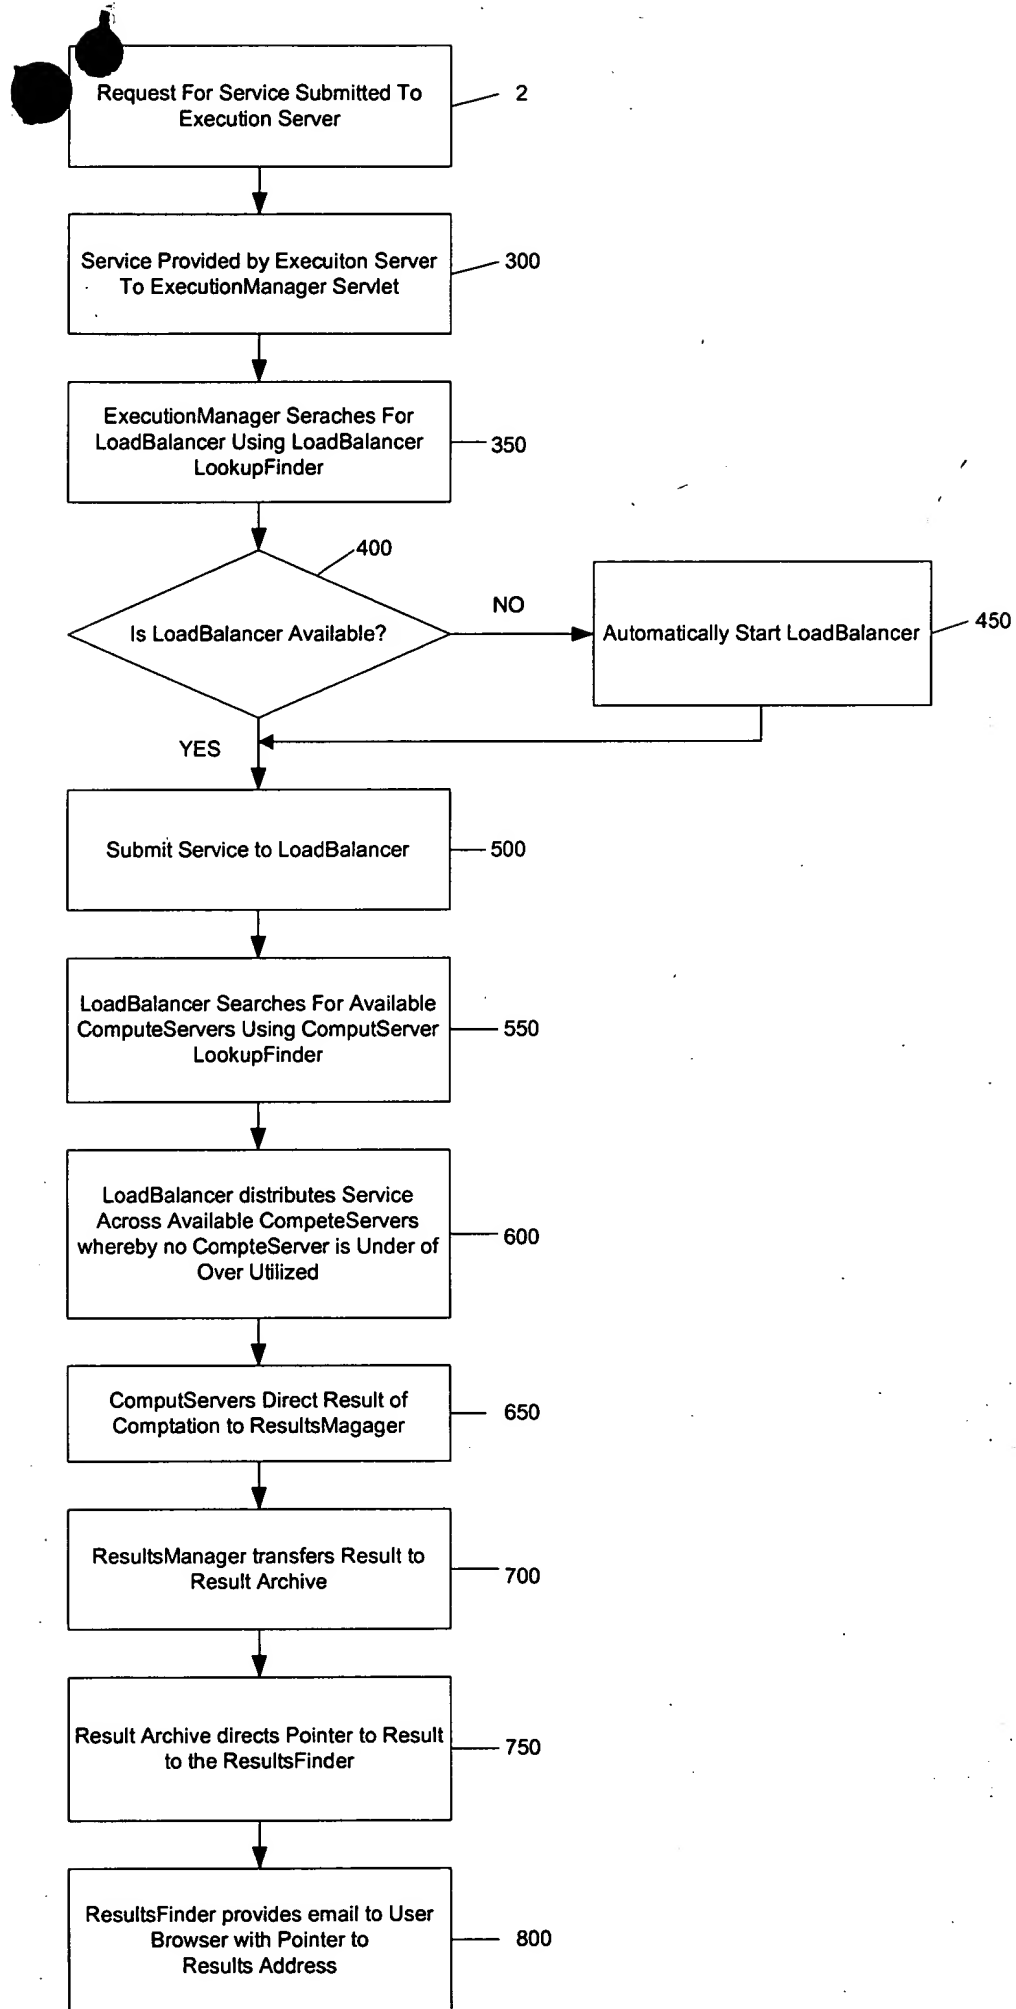 Request For Service Submitted To
Execution Server
2
Service Provided by Execuiton Server
To ExecutionManager Servlet
300
ExecutionManager Seraches For
LoadBalancer Using LoadBalancer
LookupFinder
350
400
Is LoadBalancer Available?
NO
Automatically Start LoadBalancer
450
YES
Submit Service to LoadBalancer
500
LoadBalancer Searches For Available
ComputeServers Using ComputServer
LookupFinder
550
LoadBalancer distributes Service
Across Available CompeteServers
whereby no CompteServer is Under of
Over Utilized
600
ComputServers Direct Result of
Comptation to ResultsMagager
650
ResultsManager transfers Result to
Result Archive
700
Result Archive directs Pointer to Result
to the ResultsFinder
750
ResultsFinder provides email to User
Browser with Pointer to
Results Address
800